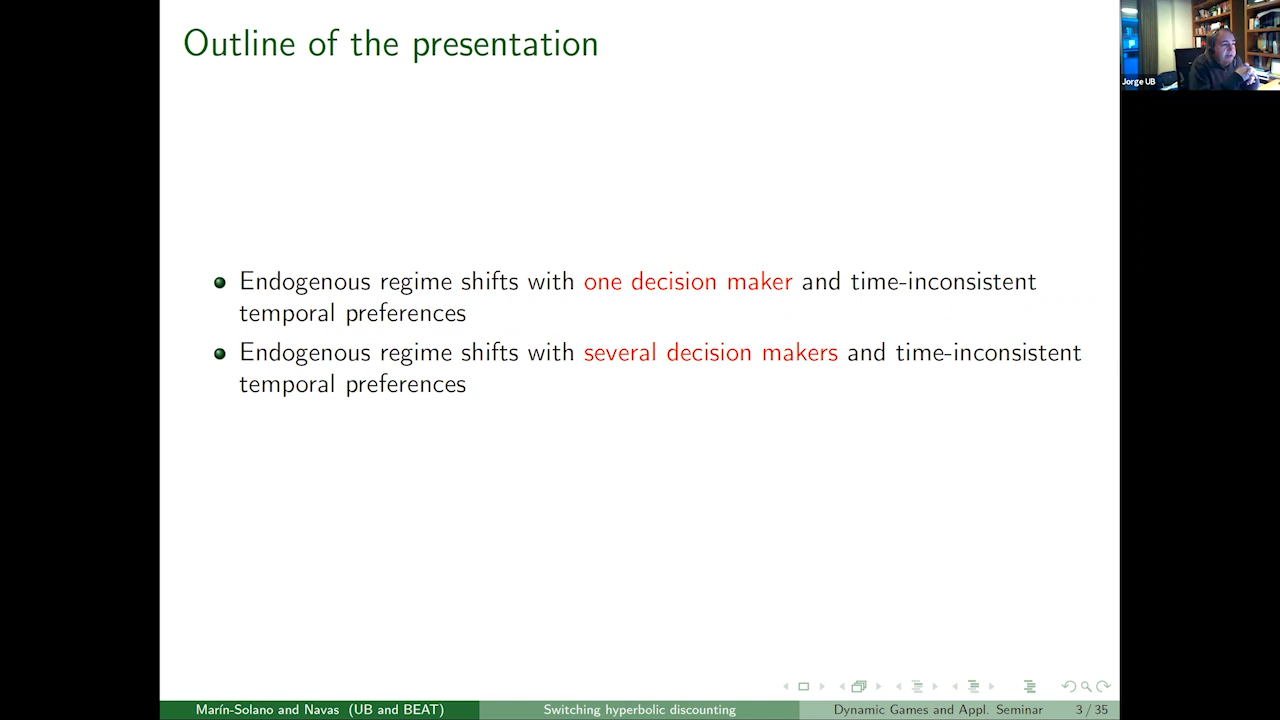 Outline of the presentation
Jorge UB
Endogenous regime shifts with one decision maker and time-inconsistent
temporal preferences
Endogenous regime shifts with several decision makers and time-inconsistent
temporal preferences
Marín-Solano and Navas (UB and BEAT)
Switching hyperbolic discounting
Dynamic Games and Appl. Seminar
3 / 35